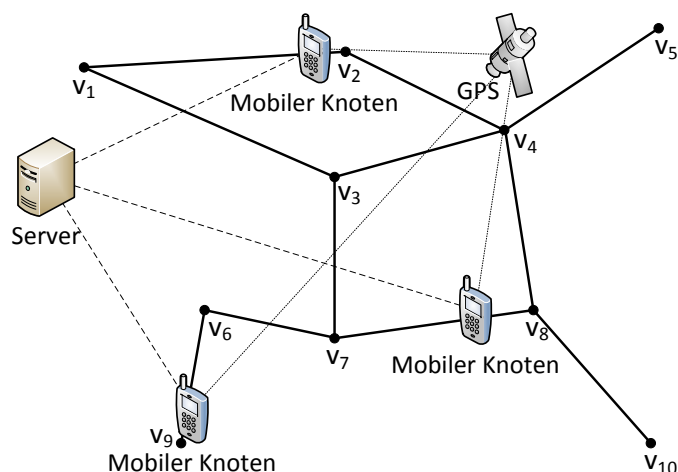 v5
v2
GPS
v1
Mobiler Knoten
v4
v3
Server
v6
v8
v7
Mobiler Knoten
v9
v10
Mobiler Knoten